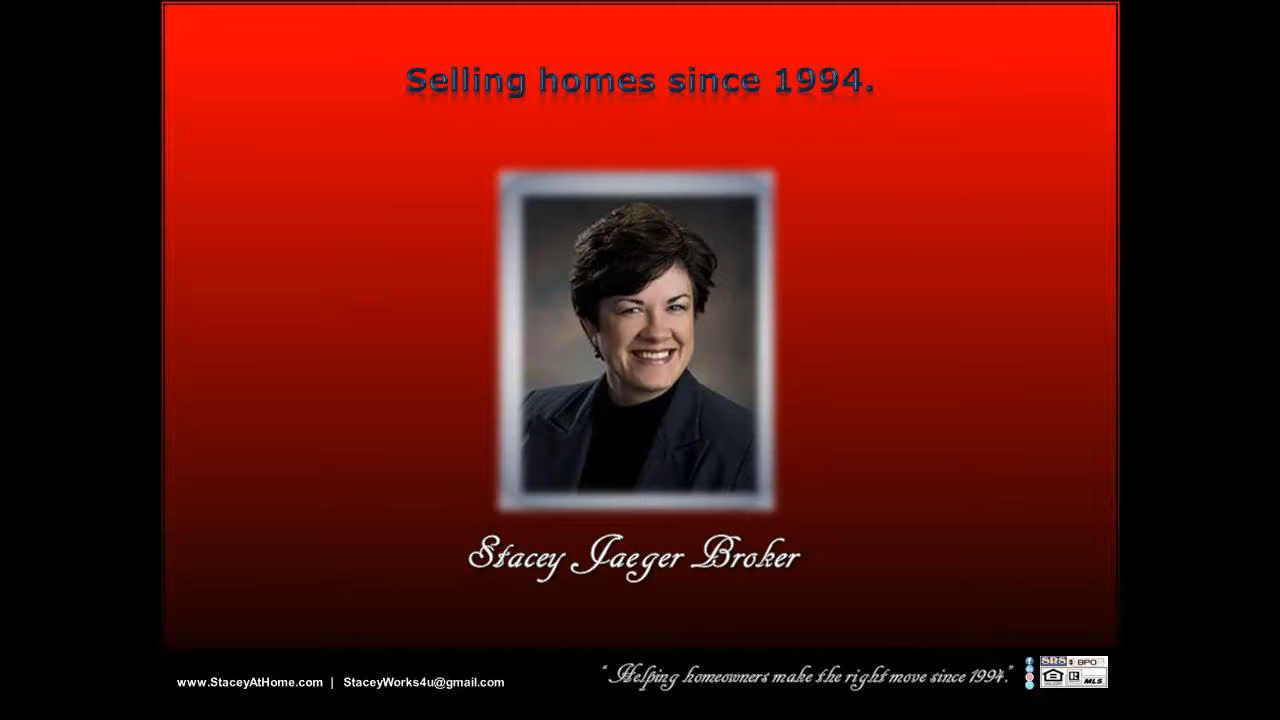 Selling homes since 1994.
Stacey Jaeger Broker
www.StaceyAtHome.com | StaceyWorks4u@gmail.com
"Helping homeowners make the right move since 1994."
SRS BPO
R MLS